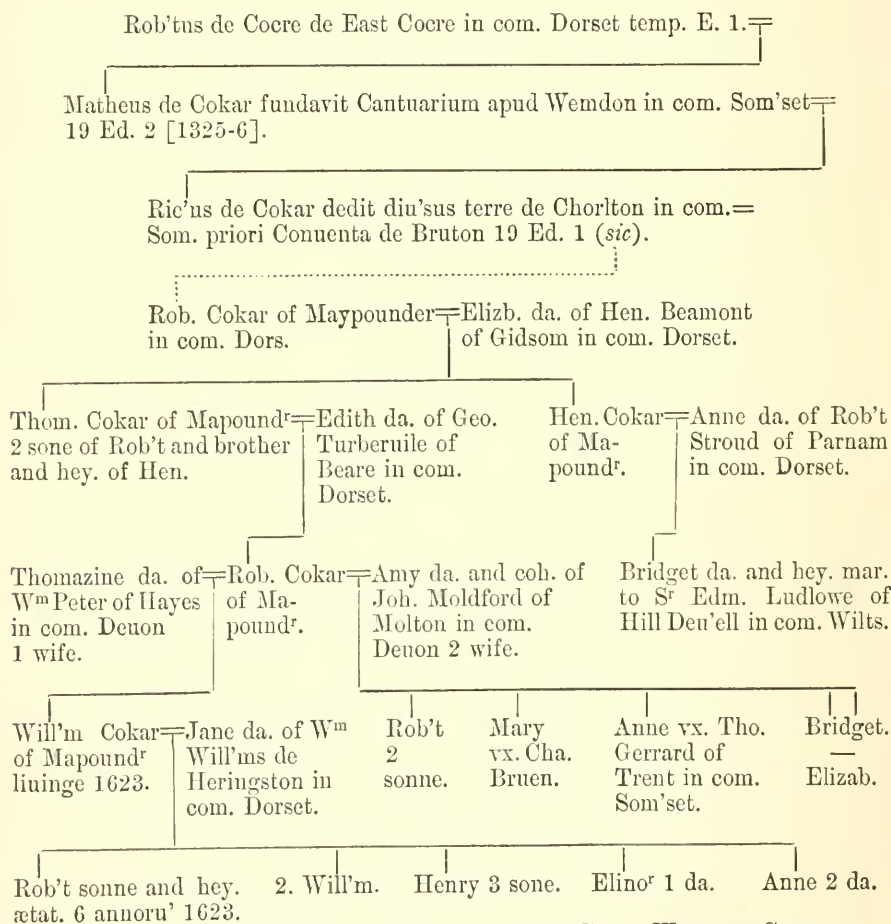 Rob'tus de Cocre de East Cocre in com. Dorset temp. E. 1.
Matheus de Cokar fundavit Cantuarium apud Wemdon in com. Som'set
19 Ed. 2 [1325-6].
Ric'us de Cokar dedit diu'sus terre de Chorlton in com.=
Som. priori Conuenta de Bruton 19 Ed. 1 (sic).
Rob. Cokar of Maypounder=Elizb. da. of Hen. Beamont
in com. Dors.
of Gidsom in com. Dorset.
Thom. Cokar of Mapoundʳ=Edith da. of Geo.
2 sone of Rob't and brother
and hey. of Hen.
Turberuile of
Beare in com.
Dorset.
Hen. Cokar=Anne da. of Rob't
of Ma-
poundʳ.
Stroud of Parnam
in com. Dorset.
Thomazine da. of=Rob. Cokar=Amy da. and coh. of
Wᵐ Peter of Hayes
in com. Deuon
1 wife.
of Ma-
poundʳ.
Joh. Moldford of
Molton in com.
Deuon 2 wife.
Bridget da. and hey. mar.
to Sʳ Edm. Ludlowe of
Hill Deu'ell in com. Wilts.
Will'm Cokar=Jane da. of Wᵐ
of Mapoundʳ
liuinge 1623.
Will'ms de
Heringston in
com. Dorset.
Rob't
2
sonne.
Mary
vx. Cha.
Bruen.
Anne vx. Tho.
Gerrard of
Trent in com.
Som'set.
Bridget.
—
Elizab.
Rob't sonne and hey.
ætat. 6 annoru' 1623.
2. Will'm.
Henry 3 sone.
Elinoʳ 1 da.
Anne 2 da.